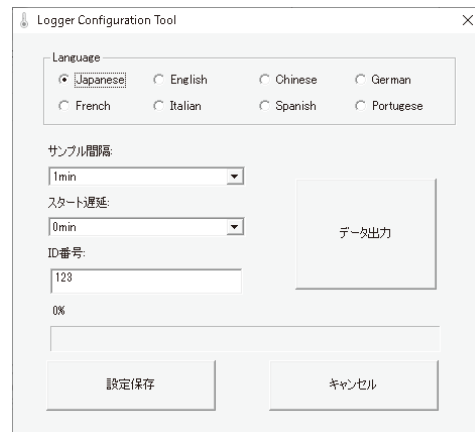 Logger Configuration Tool
Language
Japanese English Chinese German
French Italian Spanish Portugese
サンプル間隔:
1min
スタート遅延:
0min
データ出力
ID番号:
123
0%
設定保存 キャンセル